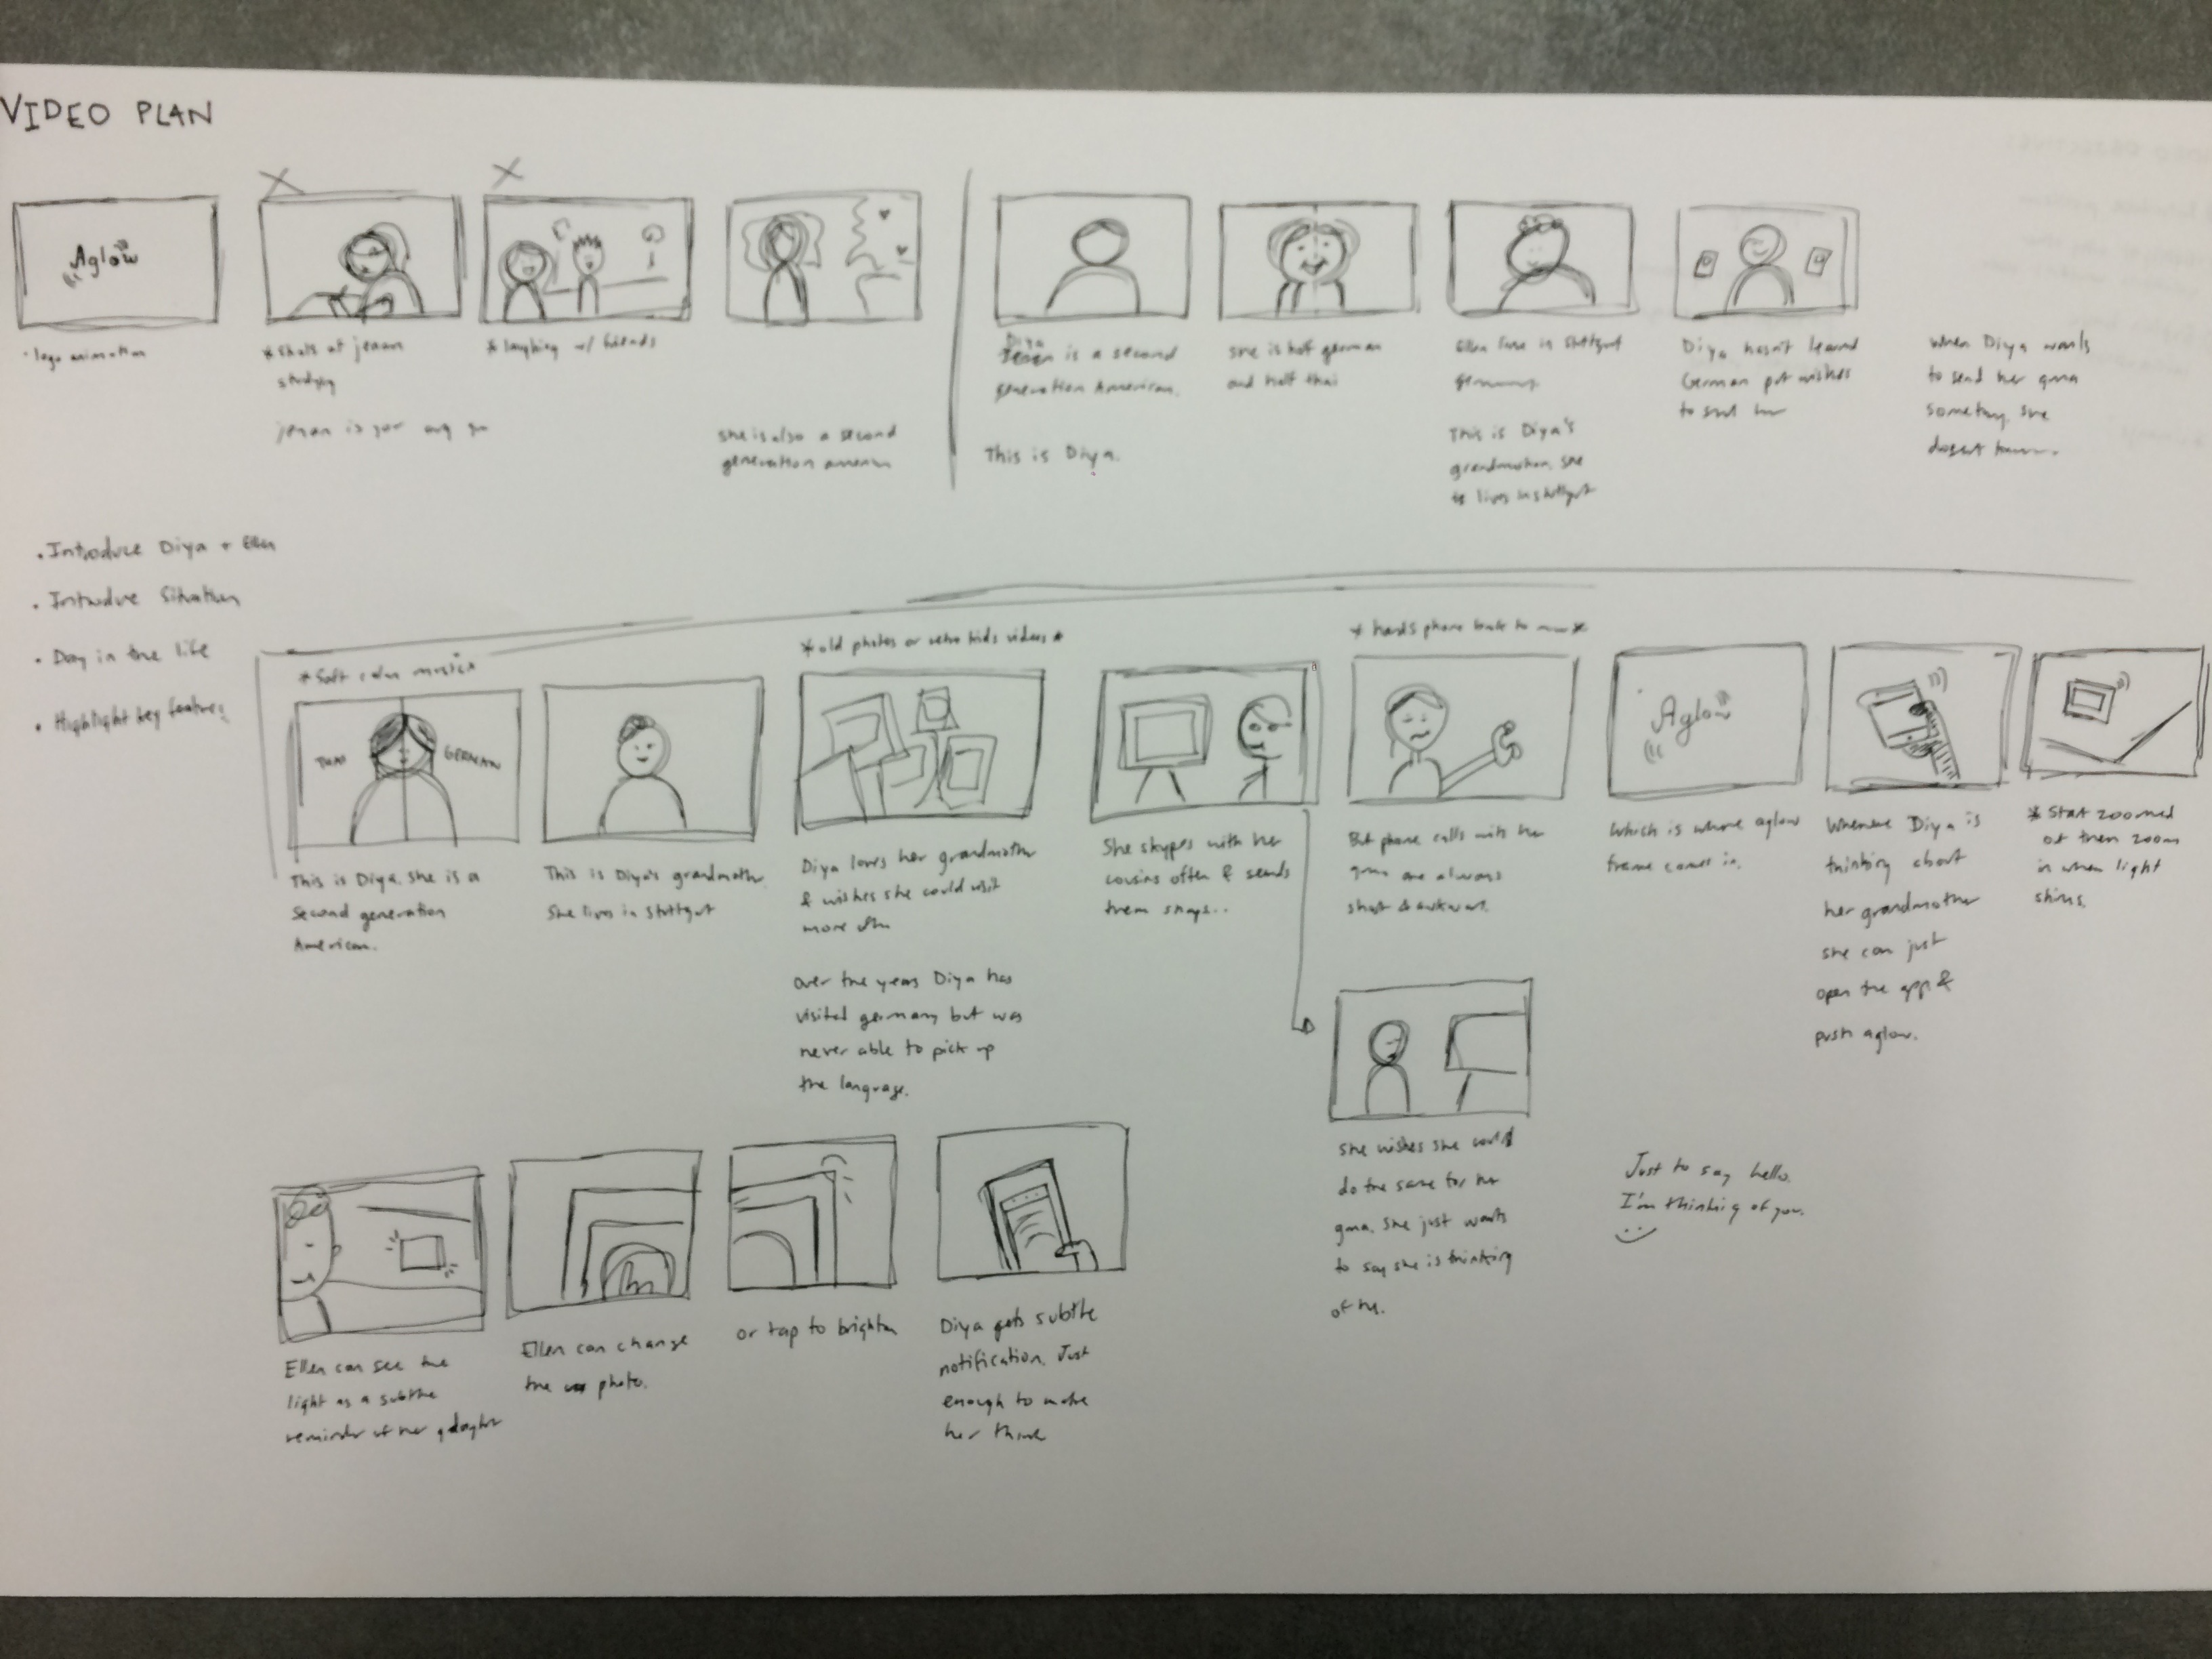 VIDEO PLAN
Aglow
• logo animation
* shots of jenan
studying
jenan is your avg
* laughing w/ friends
she is also a second
generation
Diya
is a second
generation American.
This is Diya.
she is half german
and half thai
Ellen lives in stuttgart
This is Diya's
grandmother. she
lives in stuttgart
Diya hasn't learned
German but wishes
to
when Diya wants
to send her gma
she
doesn't
• Introduce Diya + Ellen
• Introduce Situation
• Day in the life
• Highlight key features
* soft calm music *
THAI
GERMAN
This is Diya. she is a
second generation
American.
This is Diya's grandmother.
She lives in stuttgart
* old photos or retro kids videos *
Diya loves her grandmother
& wishes she could visit
more often
over the years Diya has
visited germany but was
never able to pick up
the language.
She skypes with her
cousins often & sends
them snaps...
* hands phone back to mom *
But phone calls with her
gma are always
short & awkward.
Aglow
which is where aglow
frame comes in.
Whenever Diya is
thinking about
her grandmother
she can just
open the app &
push aglow.
* Start zoomed
out then zoom
in when light
shines.
she wishes she could
do the same for her
gma. she just wants
to say she is thinking
of her.
Just to say hello.
I'm thinking of you.
Ellen can see the
light as a subtle
reminder of her
Ellen can change
the photo.
or tap to brighten
Diya gets subtle
notification. Just
enough to make
her think